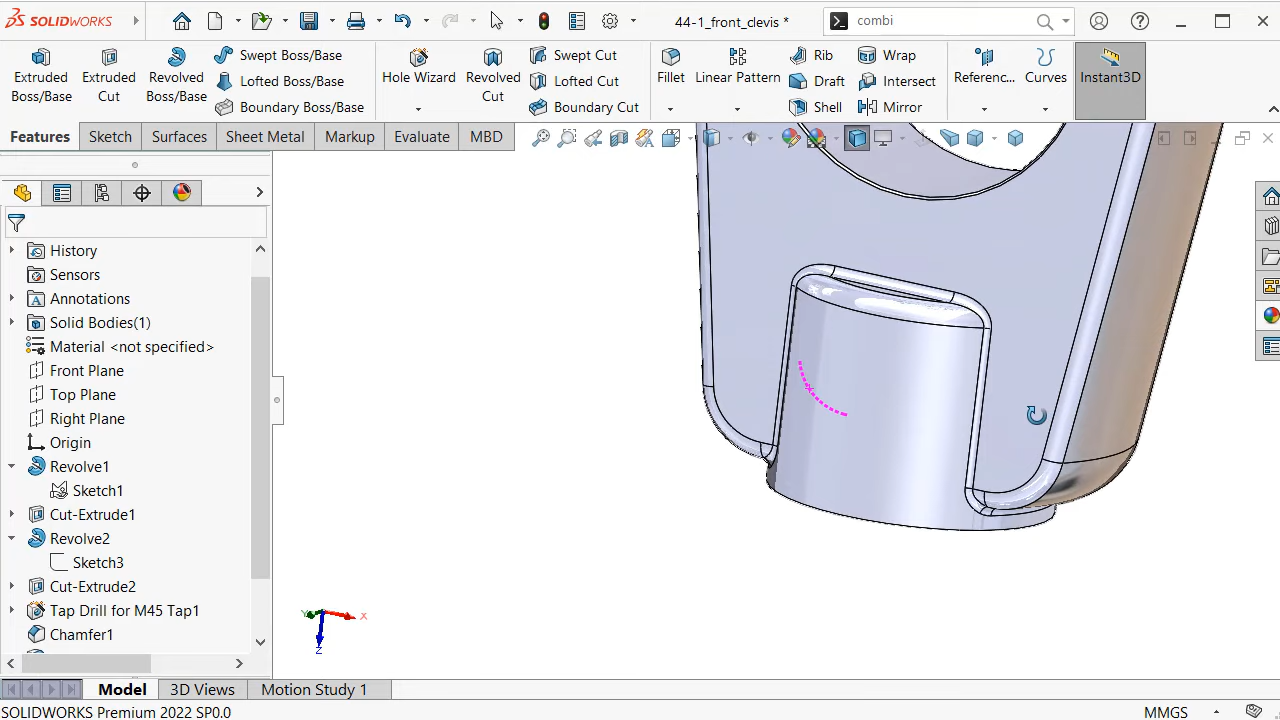 SOLIDWORKS
44-1_front_clevis *
combi
Extruded Boss/Base
Extruded Cut
Revolved Boss/Base
Swept Boss/Base
Lofted Boss/Base
Boundary Boss/Base
Hole Wizard
Revolved Cut
Swept Cut
Lofted Cut
Boundary Cut
Fillet
Linear Pattern
Rib
Draft
Shell
Wrap
Intersect
Mirror
Referenc...
Curves
Instant3D
Features
Sketch
Surfaces
Sheet Metal
Markup
Evaluate
MBD
History
Sensors
Annotations
Solid Bodies(1)
Material <not specified>
Front Plane
Top Plane
Right Plane
Origin
Revolve1
Sketch1
Cut-Extrude1
Revolve2
Sketch3
Cut-Extrude2
Tap Drill for M45 Tap1
Chamfer1
Y
X
Z
Model
3D Views
Motion Study 1
SOLIDWORKS Premium 2022 SP0.0
MMGS